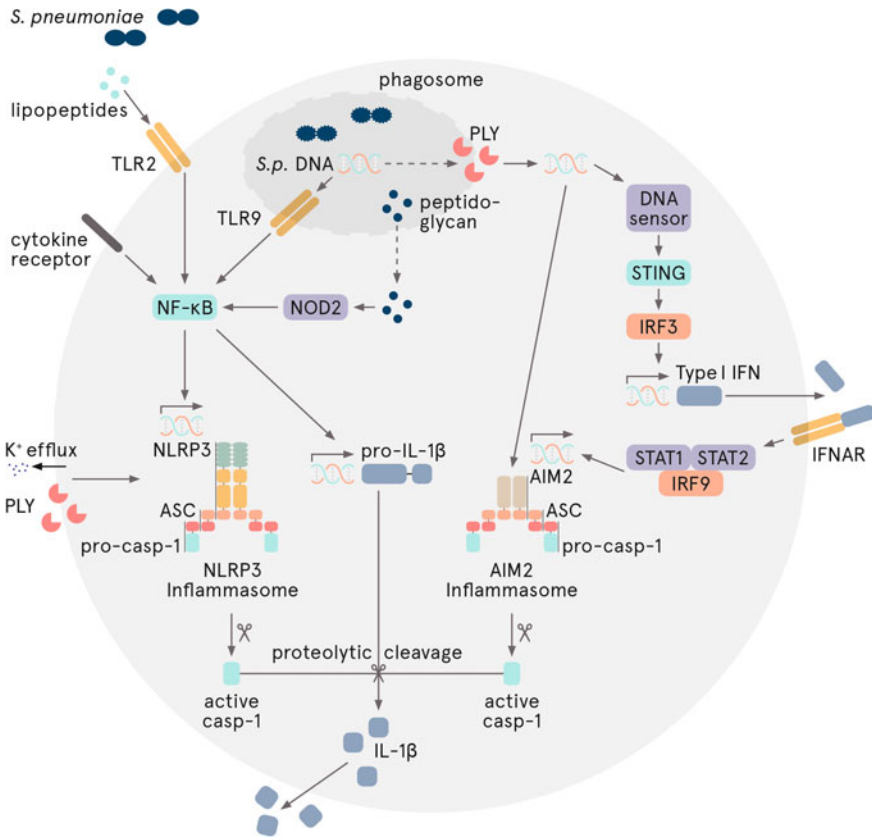 S. pneumoniae
phagosome
lipopeptides
PLY
S.p. DNA
TLR2
TLR9
peptido-
glycan
DNA
sensor
cytokine
receptor
STING
NF-κB
NOD2
IRF3
Type I IFN
NLRP3
pro-IL-1β
K⁺ efflux
AIM2
STAT1
STAT2
IFNAR
IRF9
PLY
ASC
ASC
pro-casp-1
pro-casp-1
NLRP3
Inflammasome
AIM2
Inflammasome
proteolytic cleavage
active
casp-1
active
casp-1
IL-1β